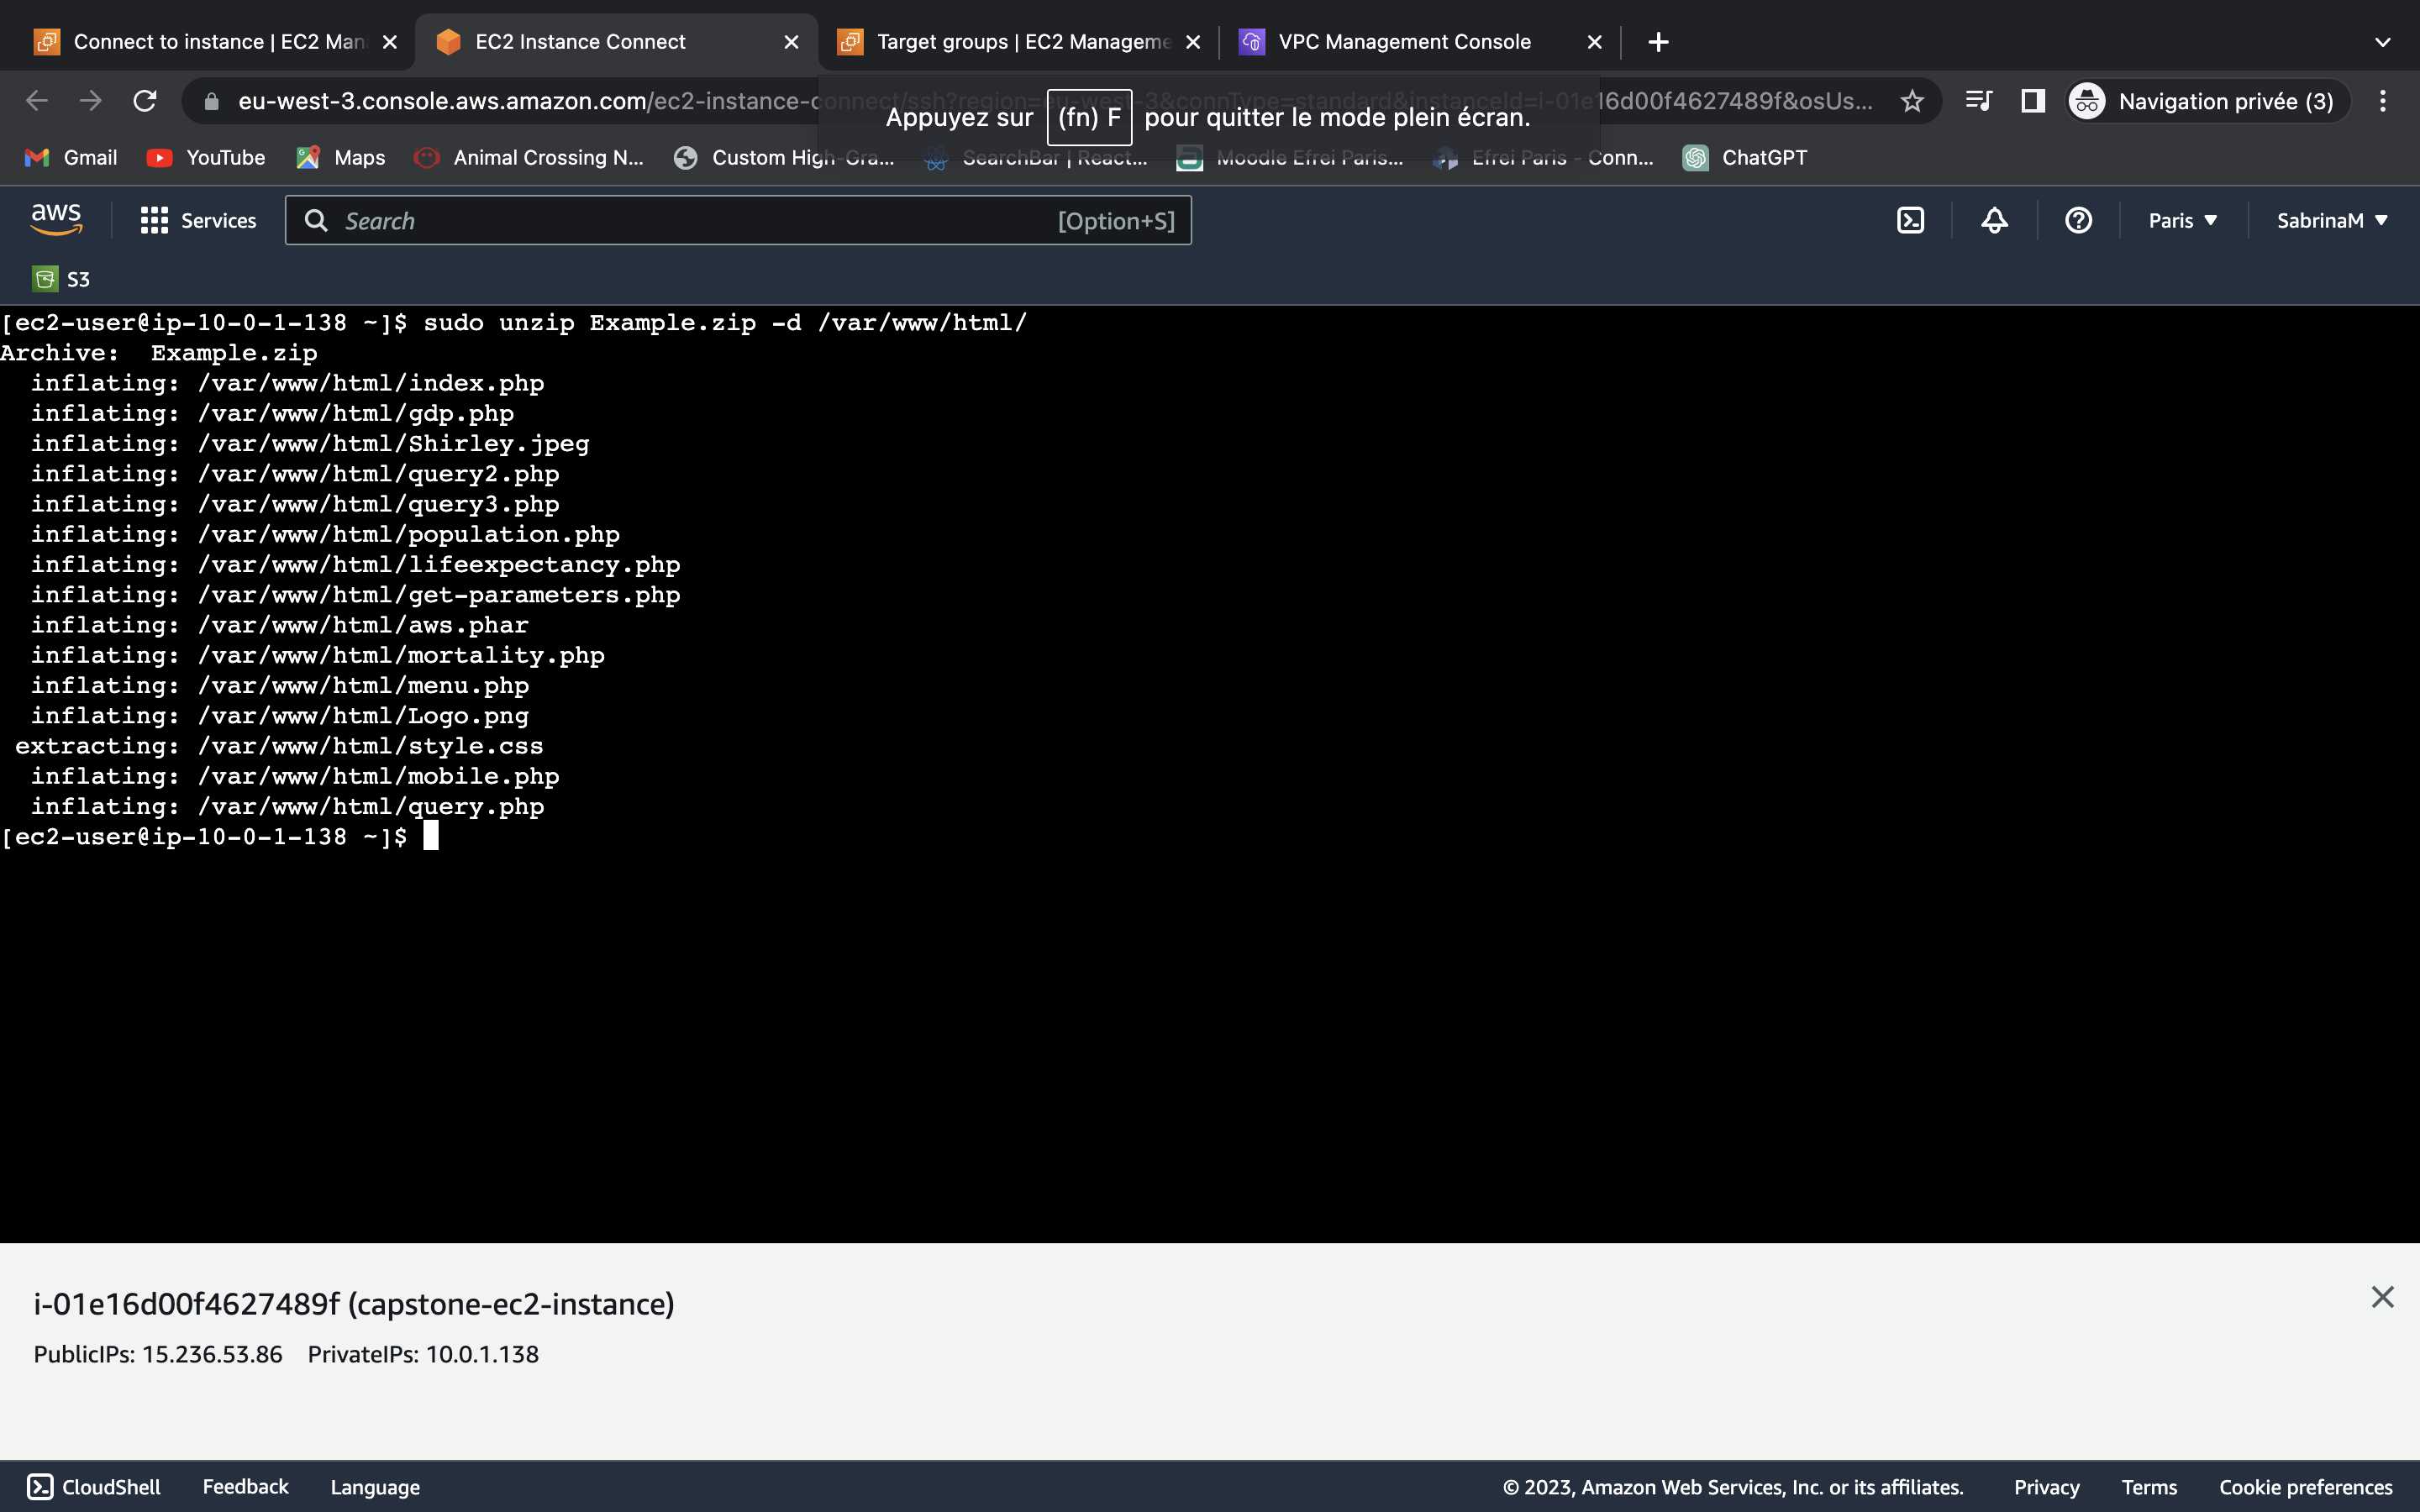 Connect to instance | EC2 Man
EC2 Instance Connect
Target groups | EC2 Manageme
VPC Management Console
eu-west-3.console.aws.amazon.com/ec2-instance-connect/ssh?region=eu-west-3&connType=standard&instanceId=i-01e16d00f4627489f&osUs...
Navigation privée (3)
Appuyez sur (fn) F pour quitter le mode plein écran.
Gmail
YouTube
Maps
Animal Crossing N...
Custom High-Gra...
SearchBar | React...
Moodle Efrei Paris...
Efrei Paris - Conn...
ChatGPT
aws
Services
Search
[Option+S]
Paris
SabrinaM
S3
[ec2-user@ip-10-0-1-138 ~]$ sudo unzip Example.zip -d /var/www/html/
Archive:  Example.zip
  inflating: /var/www/html/index.php
  inflating: /var/www/html/gdp.php
  inflating: /var/www/html/Shirley.jpeg
  inflating: /var/www/html/query2.php
  inflating: /var/www/html/query3.php
  inflating: /var/www/html/population.php
  inflating: /var/www/html/lifeexpectancy.php
  inflating: /var/www/html/get-parameters.php
  inflating: /var/www/html/aws.phar
  inflating: /var/www/html/mortality.php
  inflating: /var/www/html/menu.php
  inflating: /var/www/html/Logo.png
 extracting: /var/www/html/style.css
  inflating: /var/www/html/mobile.php
  inflating: /var/www/html/query.php
[ec2-user@ip-10-0-1-138 ~]$
i-01e16d00f4627489f (capstone-ec2-instance)
PublicIPs: 15.236.53.86 PrivateIPs: 10.0.1.138
CloudShell
Feedback
Language
© 2023, Amazon Web Services, Inc. or its affiliates.
Privacy
Terms
Cookie preferences